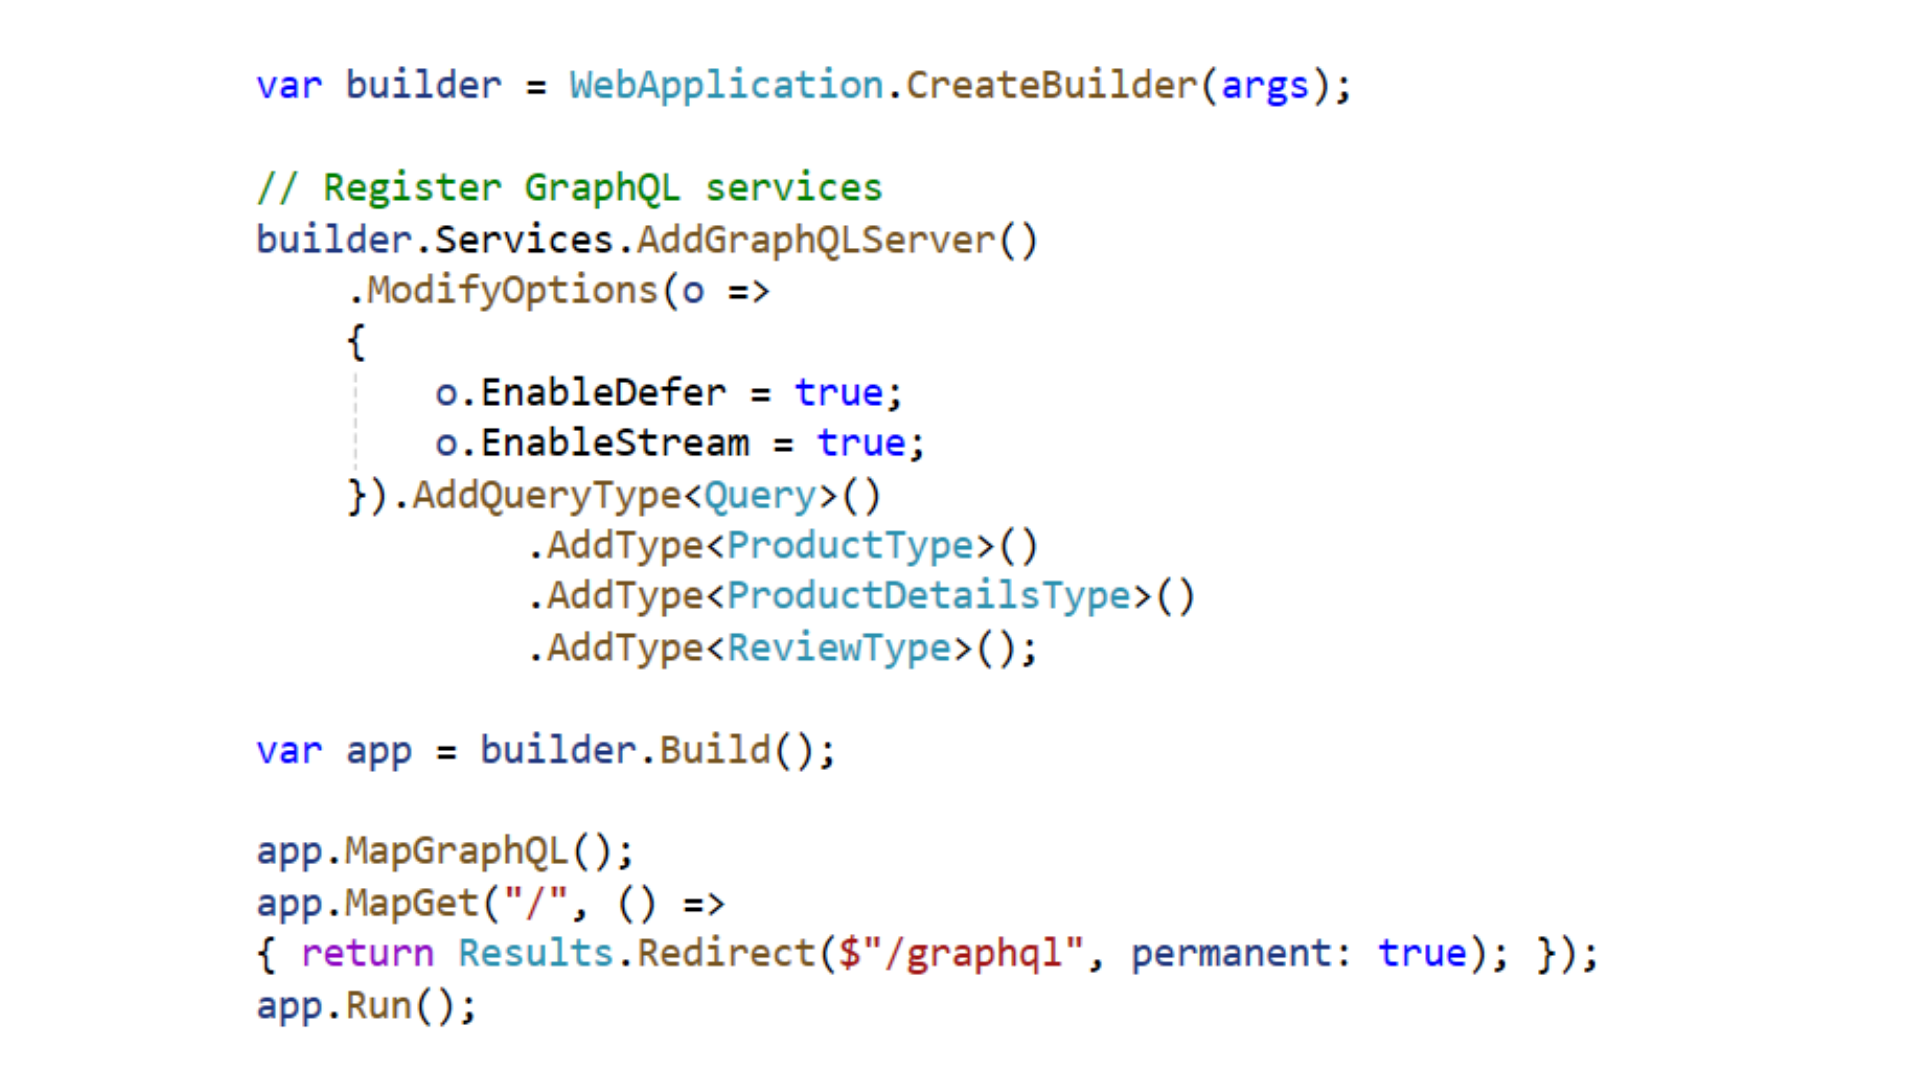 var builder = WebApplication.CreateBuilder(args);
// Register GraphQL services
builder.Services.AddGraphQLServer()
.ModifyOptions(o =>
{
o.EnableDefer = true;
o.EnableStream = true;
}).AddQueryType<Query>()
.AddType<ProductType>()
.AddType<ProductDetailsType>()
.AddType<ReviewType>();
var app = builder.Build();
app.MapGraphQL();
app.MapGet("/", () =>
{ return Results.Redirect($"/graphql", permanent: true); });
app.Run();